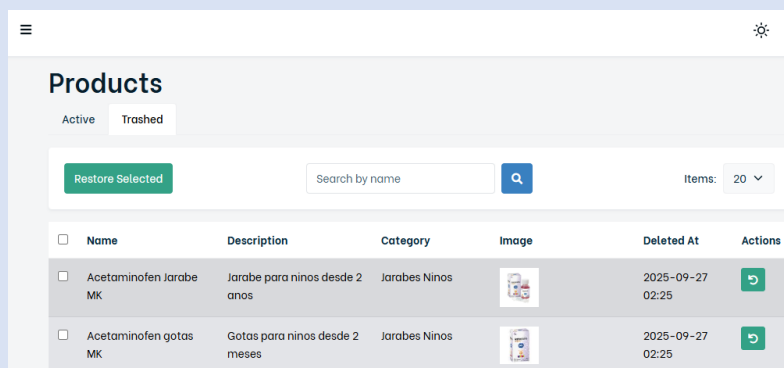 Products
Active Trashed
Restore Selected Search by name Items: 20
Name Description Category Image Deleted At Actions
Acetaminofen Jarabe Jarabe para ninos desde 2 Jarabes Ninos 2025-09-27
MK anos 02:25
Acetaminofen gotas Gotas para ninos desde 2 Jarabes Ninos 2025-09-27
MK meses 02:25